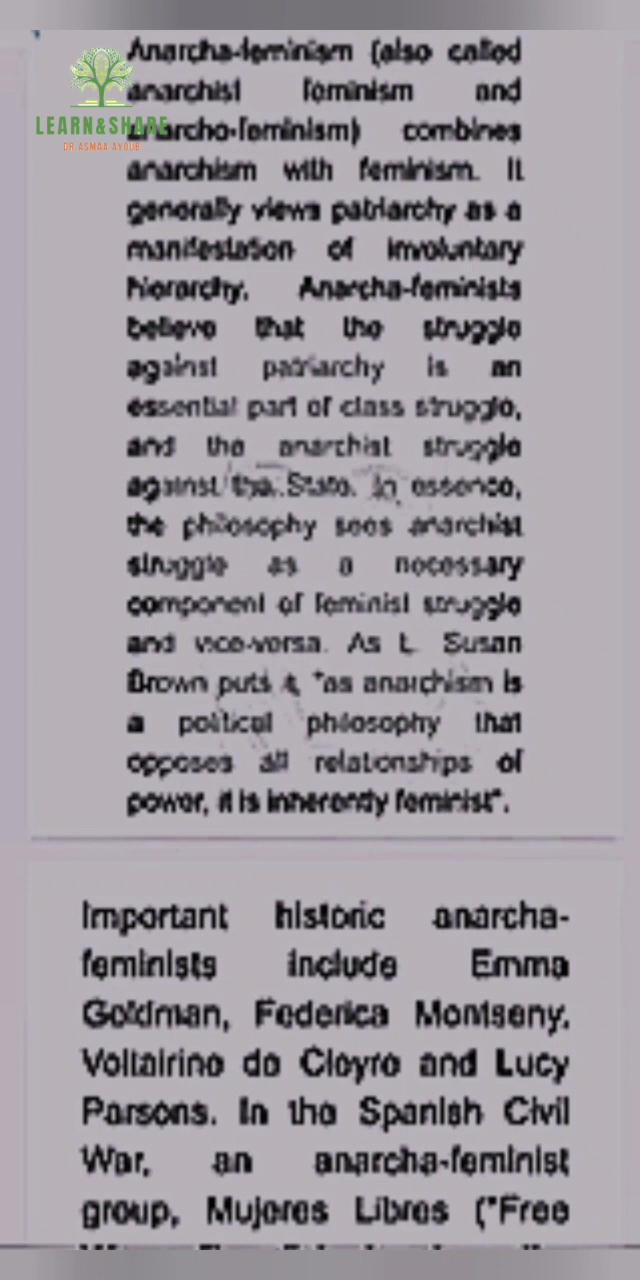 Anarcha-feminism (also called
anarchist feminism and
LEARN&SHARE
DR ASMAA AYOUB
anarcho-feminism) combines
anarchism with feminism. It
generally views patriarchy as a
manifestation of involuntary
hierarchy. Anarcha-feminists
believe that the struggle
against patriarchy is an
essential part of class struggle,
and the anarchist struggle
against the State. In essence,
the philosophy sees anarchist
struggle as a necessary
component of feminist struggle
and vice-versa. As L. Susan
Brown puts it, "as anarchism is
a political philosophy that
opposes all relationships of
power, it is inherently feminist".
Important historic anarcha-
feminists include Emma
Goldman, Federica Montseny,
Voltairine de Cleyre and Lucy
Parsons. In the Spanish Civil
War, an anarcha-feminist
group, Mujeres Libres ("Free